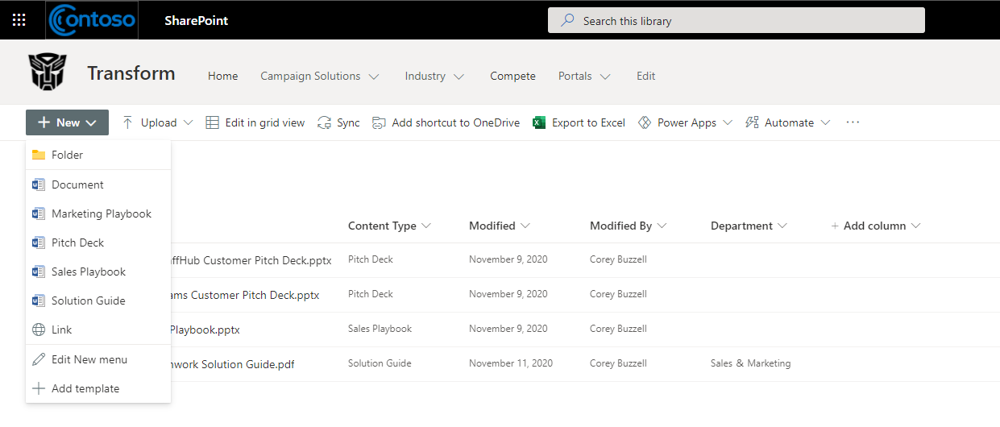 Contoso SharePoint Search this library
Transform Home Campaign Solutions Industry Compete Portals Edit
New Upload Edit in grid view Sync Add shortcut to OneDrive Export to Excel Power Apps Automate ...
Folder
Document
Marketing Playbook
Pitch Deck
Sales Playbook
Solution Guide
Link
Edit New menu
Add template
Content Type Modified Modified By Department + Add column
ffHub Customer Pitch Deck.pptx Pitch Deck November 9, 2020 Corey Buzzell
ams Customer Pitch Deck.pptx Pitch Deck November 9, 2020 Corey Buzzell
Playbook.pptx Sales Playbook November 9, 2020 Corey Buzzell
nwork Solution Guide.pdf Solution Guide November 11, 2020 Corey Buzzell Sales & Marketing